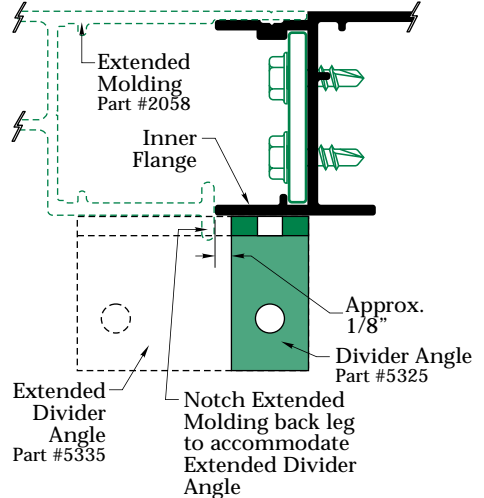 Extended
Molding
Part #2058
Inner
Flange
Approx.
1/8”
Divider Angle
Part #5325
Extended
Divider
Angle
Part #5335
Notch Extended
Molding back leg
to accommodate
Extended Divider
Angle